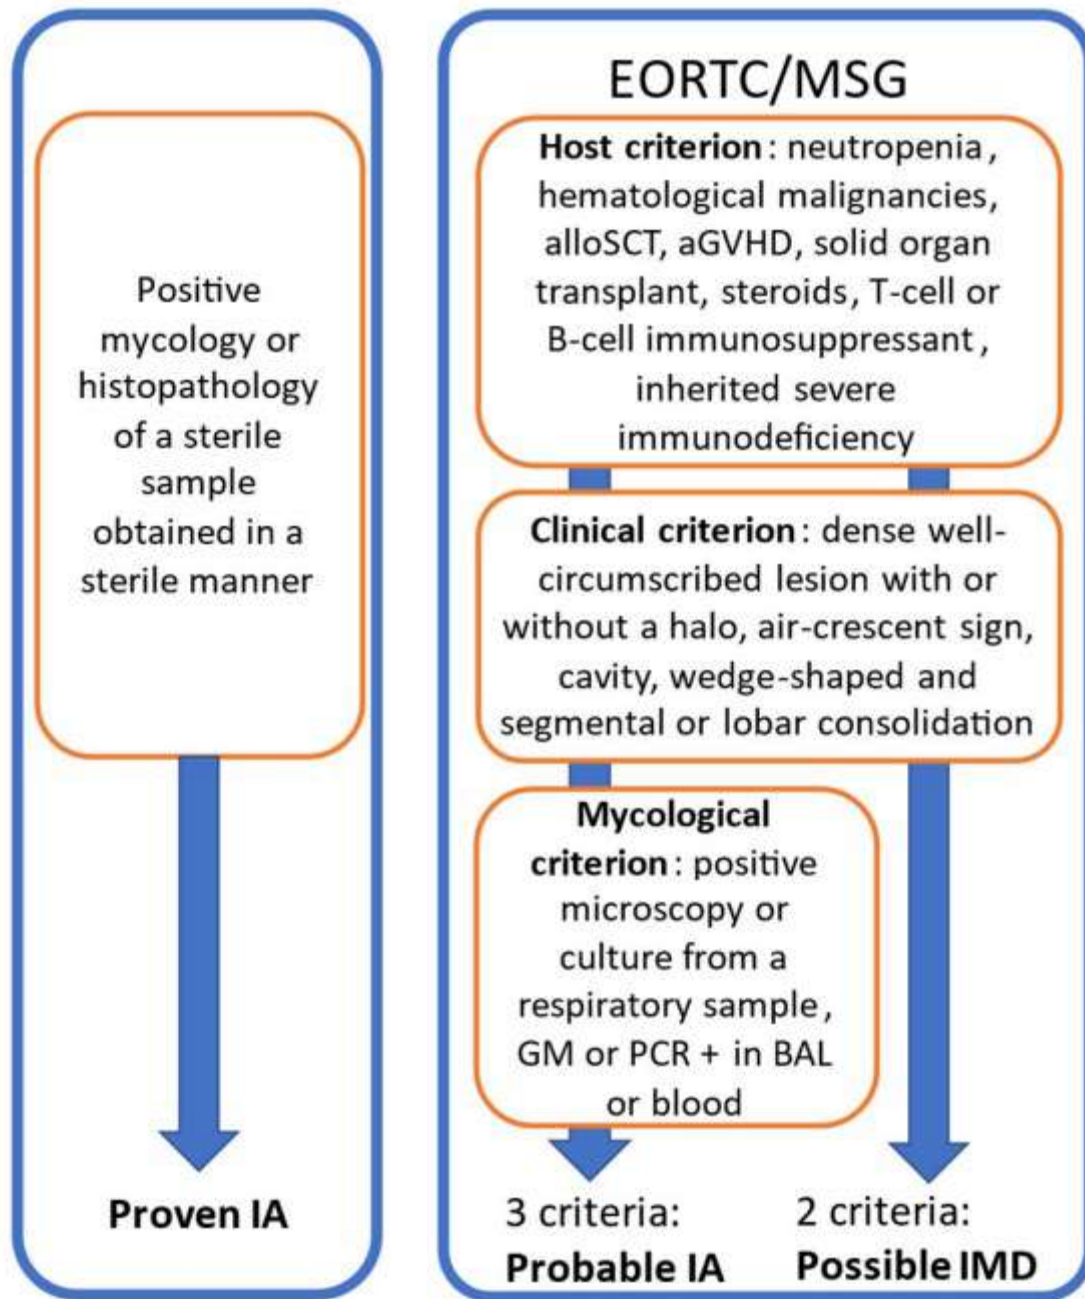 Positive
mycology or
histopathology
of a sterile
sample
obtained in a
sterile manner
Proven IA
EORTC/MSG
Host criterion: neutropenia,
hematological malignancies,
alloSCT, aGVHD, solid organ
transplant, steroids, T-cell or
B-cell immunosuppressant,
inherited severe
immunodeficiency
Clinical criterion: dense well-
circumscribed lesion with or
without a halo, air-crescent sign,
cavity, wedge-shaped and
segmental or lobar consolidation
Mycological
criterion: positive
microscopy or
culture from a
respiratory sample,
GM or PCR + in BAL
or blood
3 criteria:
Probable IA
2 criteria:
Possible IMD